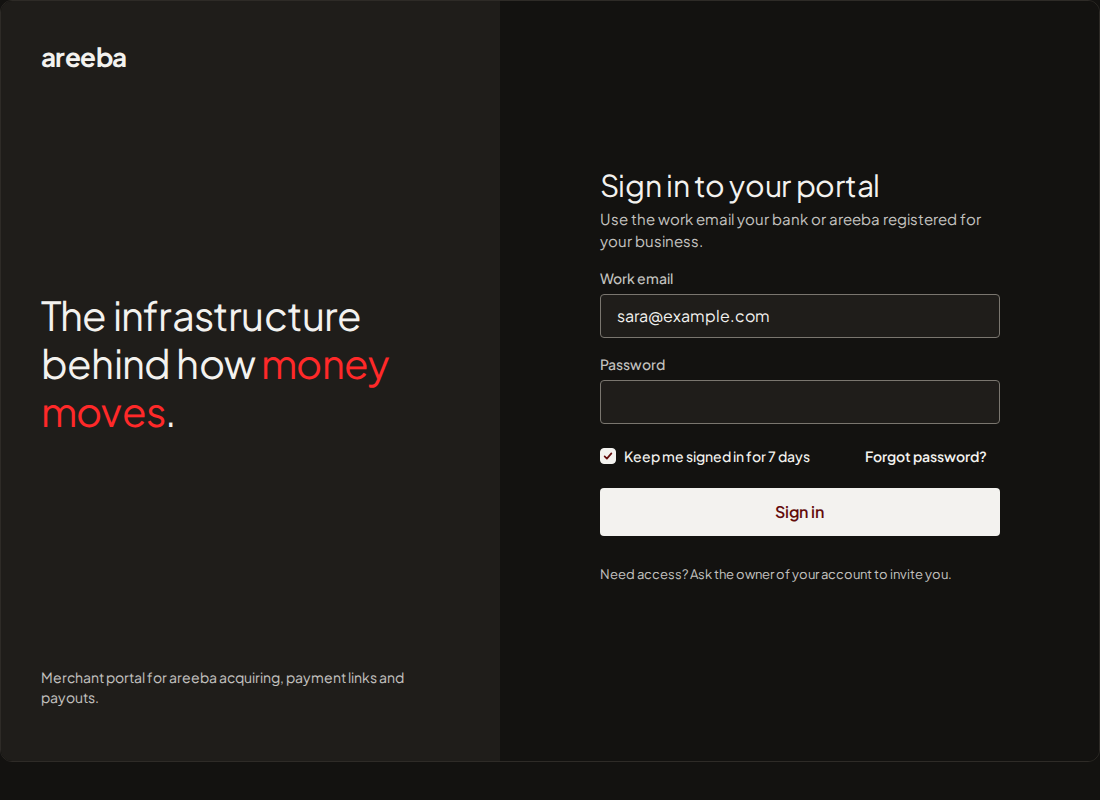 areeba
The infrastructure
behind how money
moves.
Merchant portal for areeba acquiring, payment links and
payouts.
Sign in to your portal
Use the work email your bank or areeba registered for
your business.
Work email
sara@example.com
Password
Keep me signed in for 7 days
Forgot password?
Sign in
Need access? Ask the owner of your account to invite you.